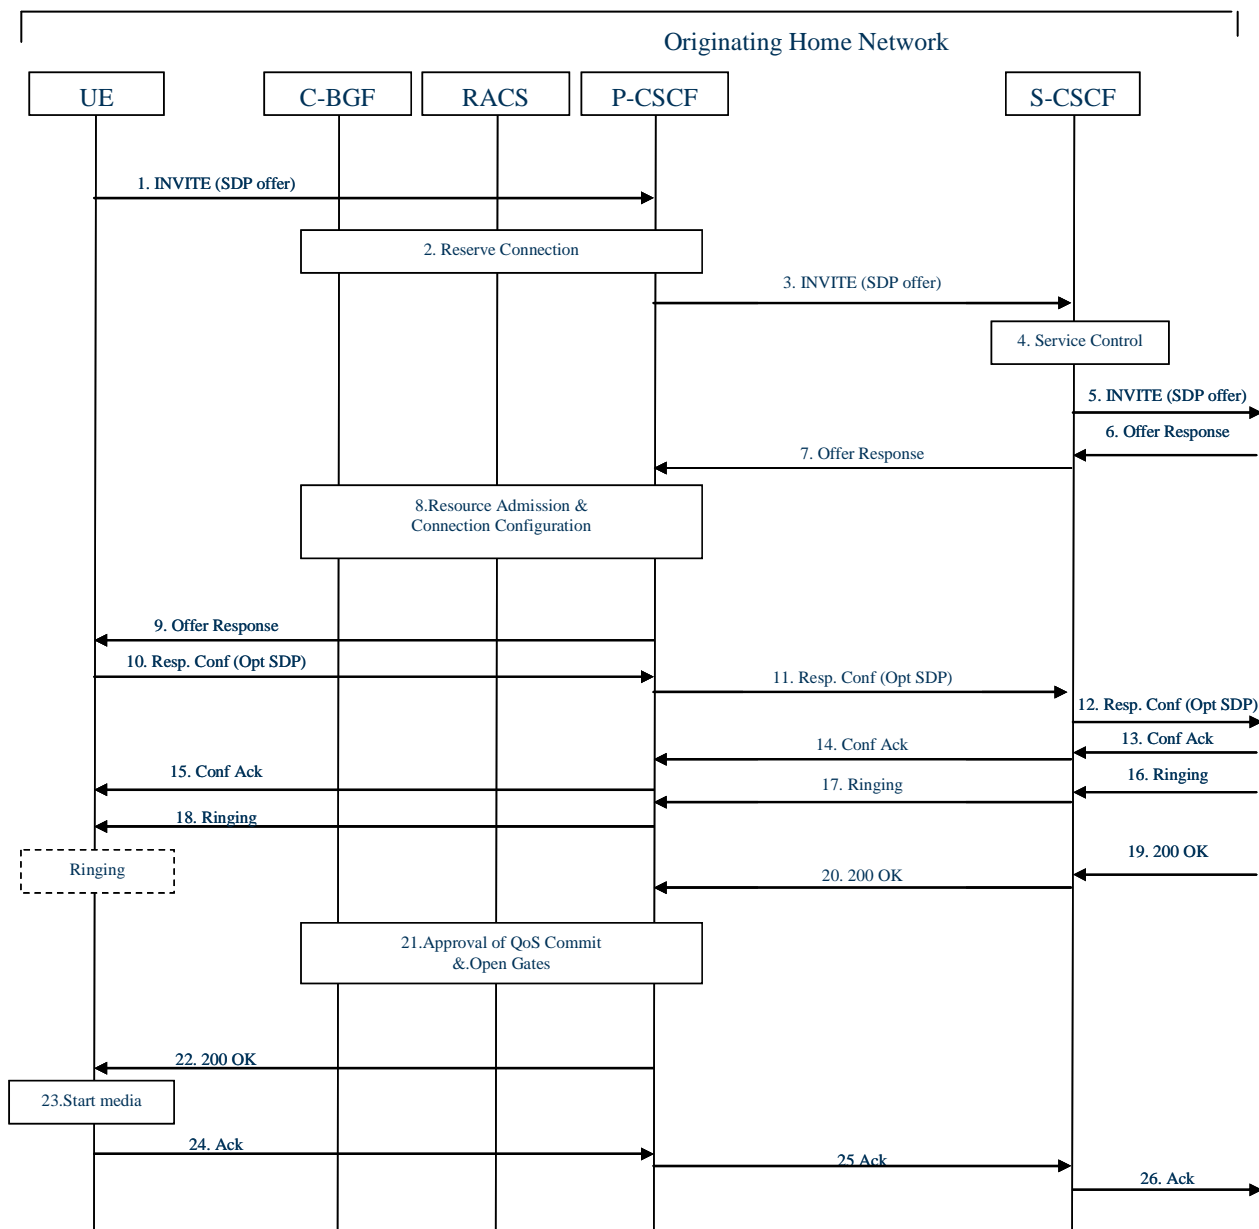 Originating Home Network
UE
C-BGF
RACS
P-CSCF
S-CSCF
1. INVITE (SDP offer)
2. Reserve Connection
3. INVITE (SDP offer)
4. Service Control
5. INVITE (SDP offer)
6. Offer Response
7. Offer Response
8.Resource Admission &
Connection Configuration
9. Offer Response
10. Resp. Conf (Opt SDP)
11. Resp. Conf (Opt SDP)
12. Resp. Conf (Opt SDP)
13. Conf Ack
14. Conf Ack
15. Conf Ack
16. Ringing
17. Ringing
18. Ringing
Ringing
19. 200 OK
20. 200 OK
21.Approval of QoS Commit
&.Open Gates
22. 200 OK
23.Start media
24. Ack
25 Ack
26. Ack